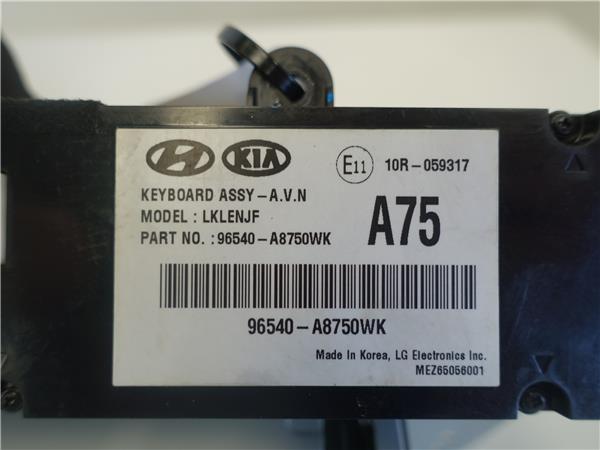 KIA
E11 10R-059317
KEYBOARD ASSY-A.V.N
MODEL : LKLENJF
PART NO. :96540-A8750WK
A75
96540-A8750WK
Made In Korea, LG Electronics Inc.
MEZ65056001